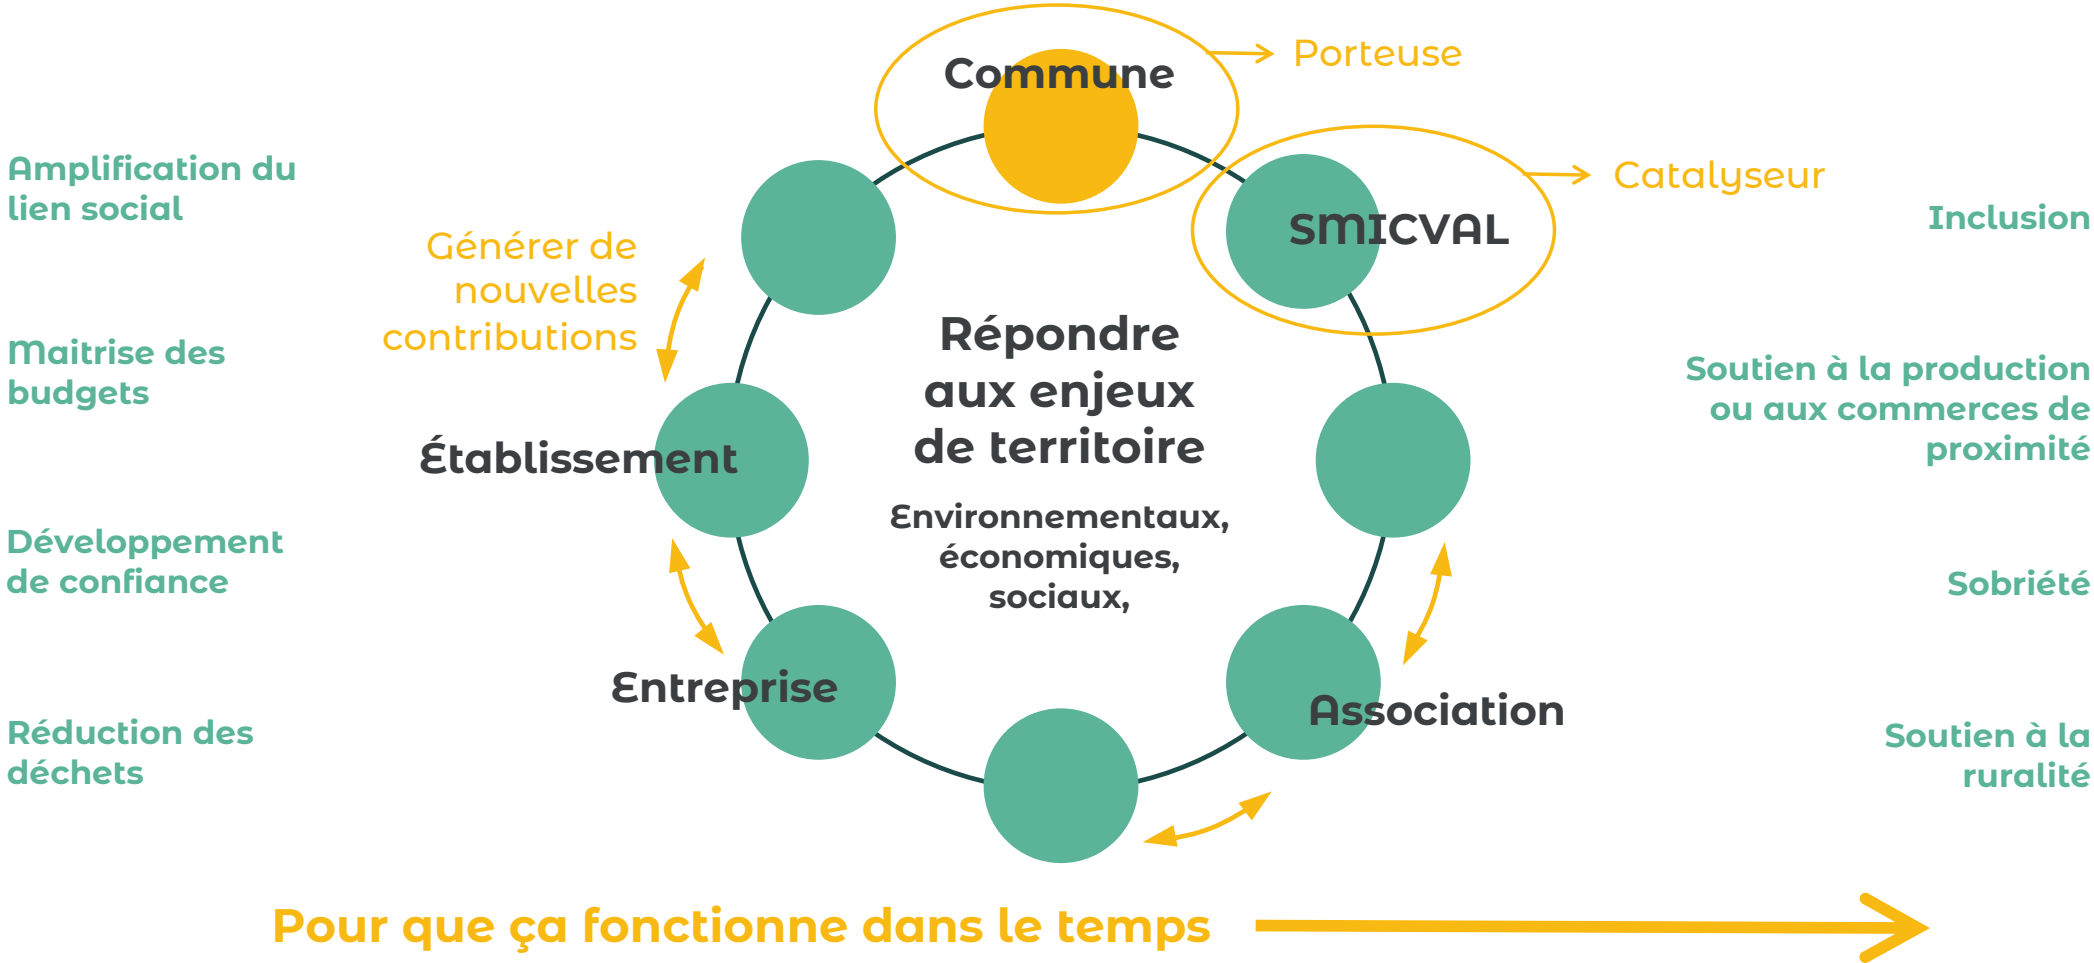 Commune
Porteuse
SMICVAL
Catalyseur
Amplification du
lien social
Maitrise des
budgets
Développement
de confiance
Réduction des
déchets
Générer de
nouvelles
contributions
Établissement
Entreprise
Répondre
aux enjeux
de territoire
Environnementaux,
économiques,
sociaux,
Association
Inclusion
Soutien à la production
ou aux commerces de
proximité
Sobriété
Soutien à la
ruralité
Pour que ça fonctionne dans le temps